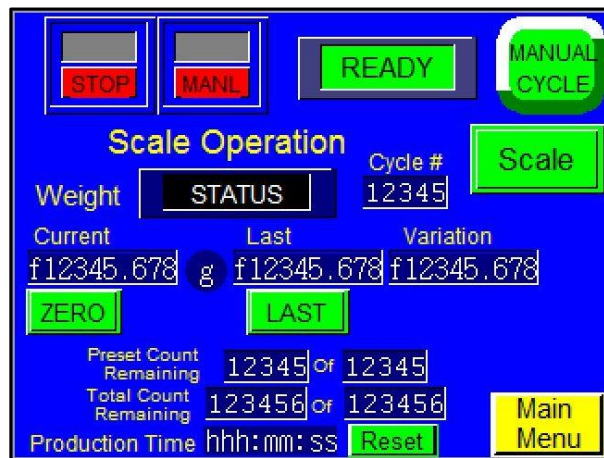 STOP MANL READY MANUAL CYCLE
Scale Operation
Cycle #
Scale
Weight STATUS 12345
Current Last Variation
f12345.678 g f12345.678 f12345.678
ZERO LAST
Preset Count Remaining 12345 Of 12345
Total Count Remaining 123456 Of 123456
Production Time hhh:mm:ss Reset
Main Menu